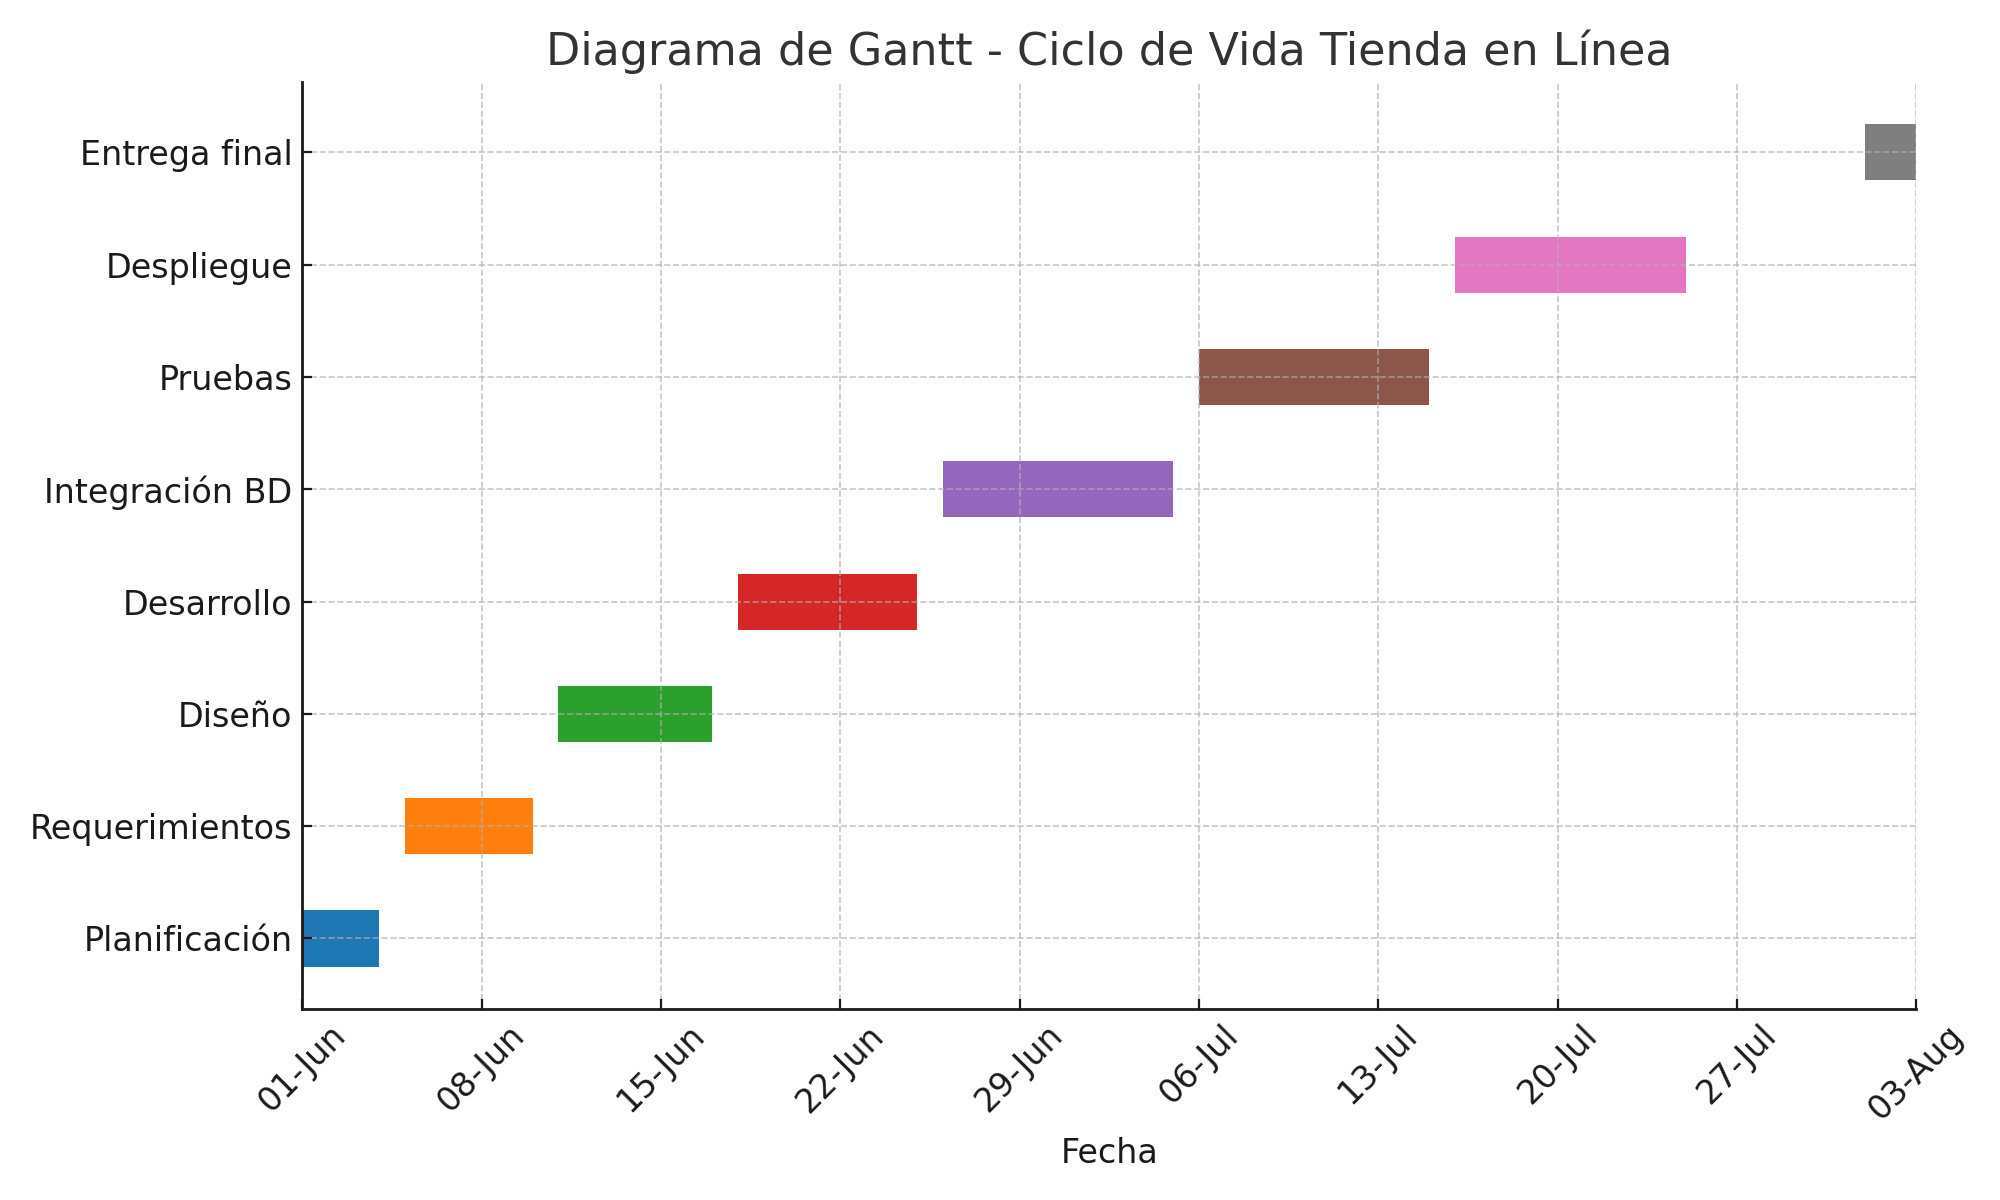 Diagrama de Gantt - Ciclo de Vida Tienda en Línea
Entrega final
Despliegue
Pruebas
Integración BD
Desarrollo
Diseño
Requerimientos
Planificación
01-Jun
08-Jun
15-Jun
22-Jun
29-Jun
06-Jul
13-Jul
20-Jul
27-Jul
03-Aug
Fecha